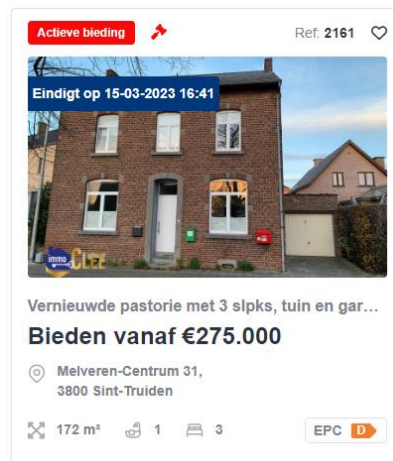 Actieve bieding
Ref: 2161
Eindigt op 15-03-2023 16:41
immo CLEE
Vernieuwde pastorie met 3 slpks, tuin en gar...
Bieden vanaf €275.000
Melveren-Centrum 31,
3800 Sint-Truiden
172 m² 1 3 EPC D